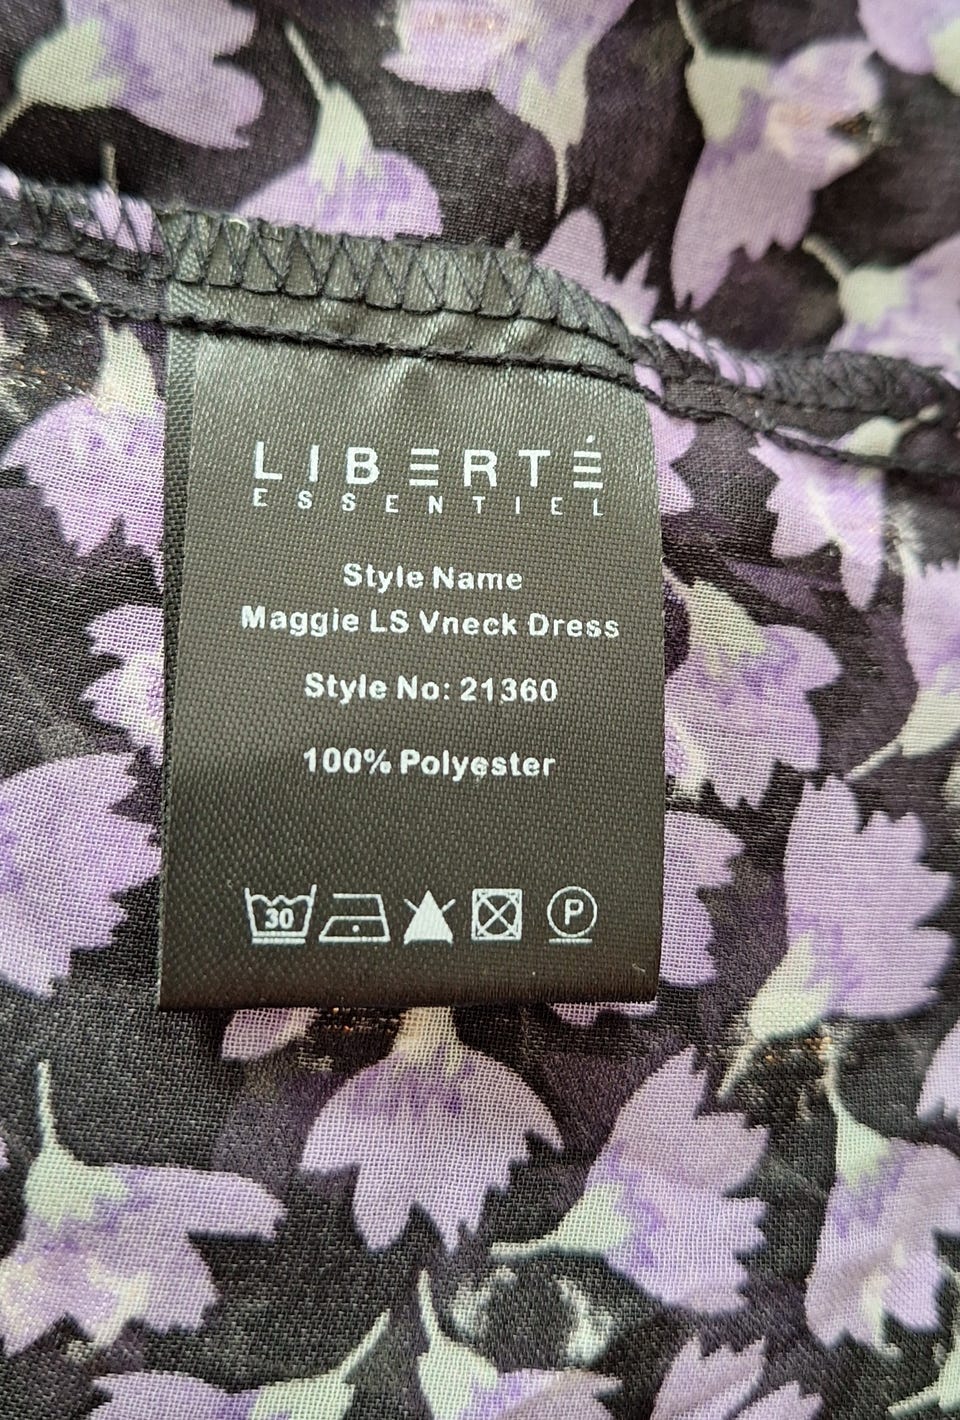 LIBERTÉ
ESSENTIEL
Style Name
Maggie LS Vneck Dress
Style No: 21360
100% Polyester
30 P